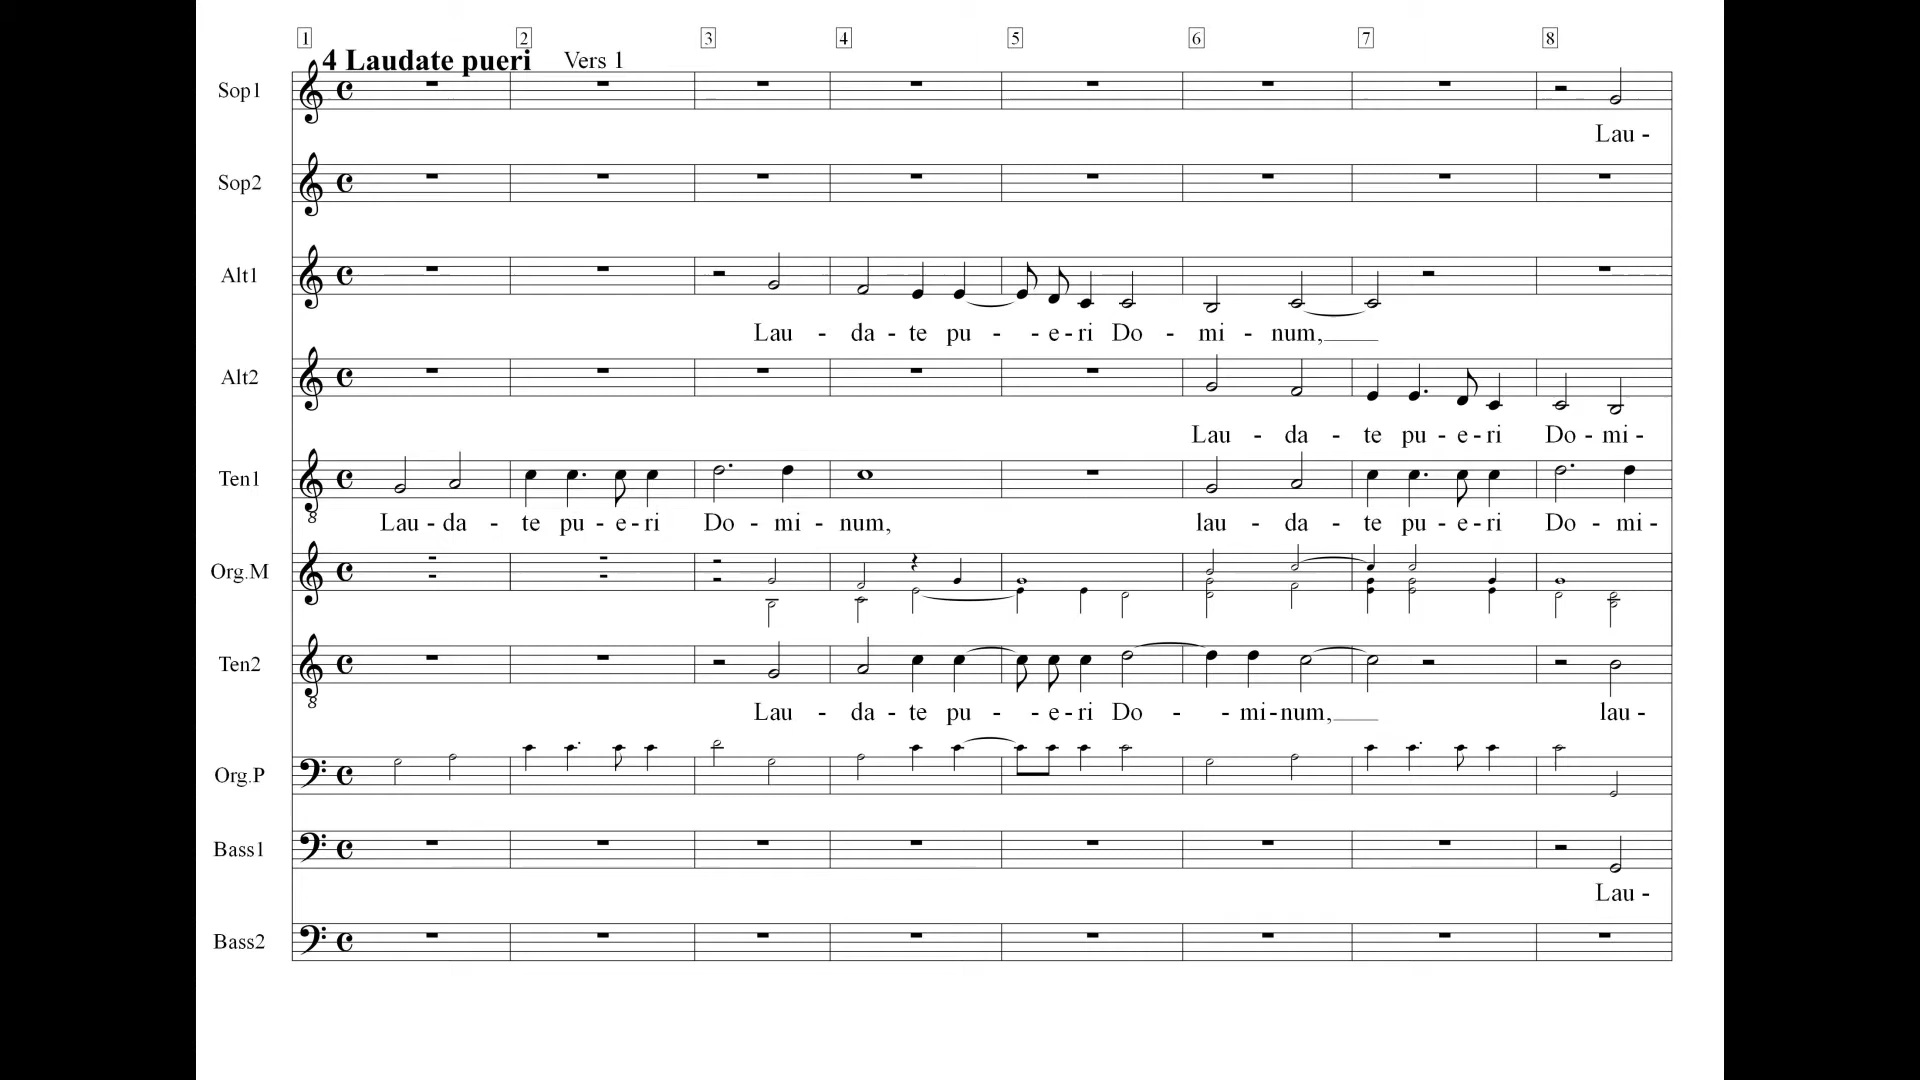 1 2 3 4 5 6 7 8
4 Laudate pueri Vers 1
Sop1
Lau -
Sop2
Alt1
Lau - da - te pu - - e - ri Do - mi - num,
Alt2
Lau - da - te pu - e - ri Do - mi -
Ten1
8
Lau - da - te pu - e - ri Do - mi - num, lau - da - te pu - e - ri Do - mi -
Org.M
Ten2
8
Lau - da - te pu - - e - ri Do - - mi - num, lau -
Org.P
Bass1
Lau -
Bass2